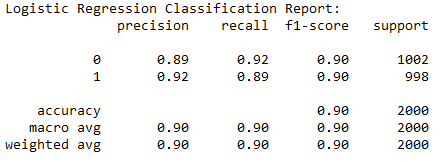 Logistic Regression Classification Report:
precision recall f1-score support
0 0.89 0.92 0.90 1002
1 0.92 0.89 0.90 998
accuracy 0.90 2000
macro avg 0.90 0.90 0.90 2000
weighted avg 0.90 0.90 0.90 2000